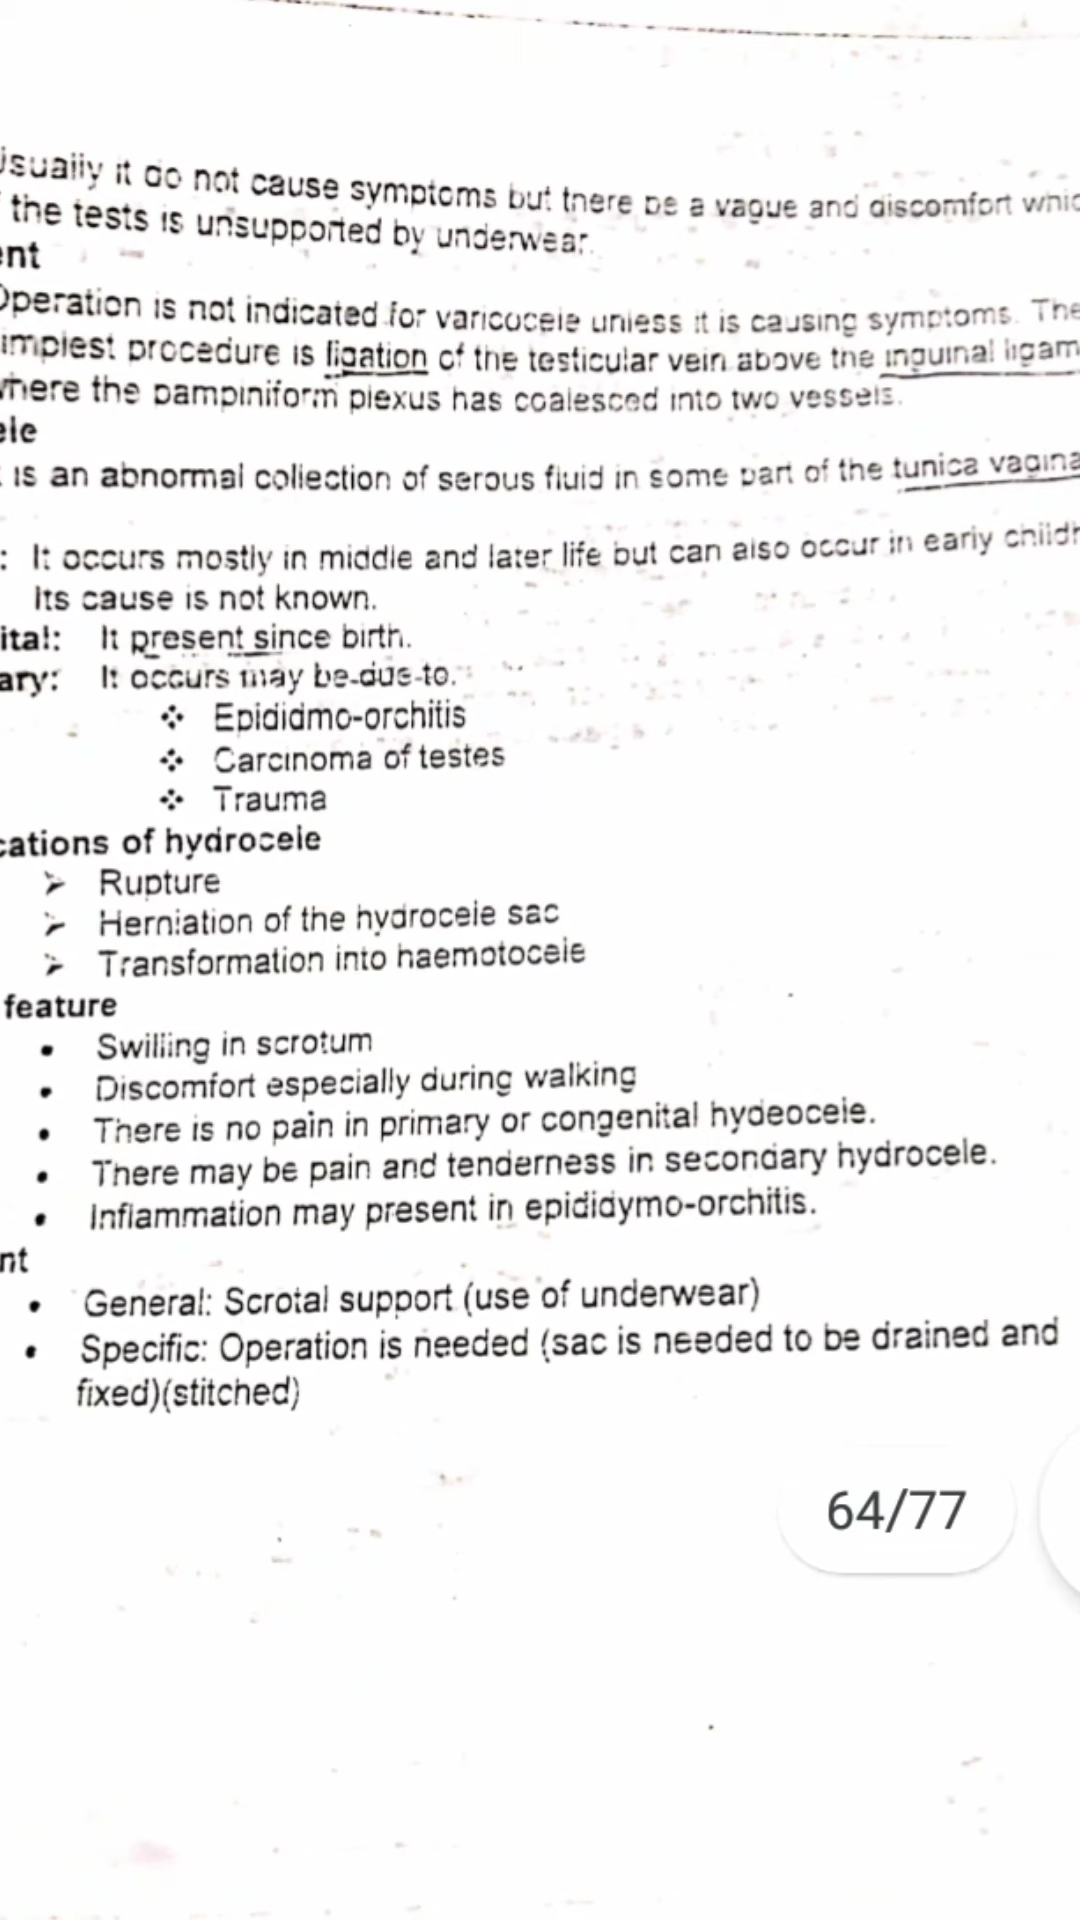 Usually it do not cause symptoms but there be a vague and discomfort whic
the tests is unsupported by underwear.
ent
Operation is not indicated for varicocele unless it is causing symptoms. The
implest procedure is ligation of the testicular vein above the inguinal ligam
where the pampiniform plexus has coalesced into two vessels.
ele
is an abnormal collection of serous fluid in some part of the tunica vagina
: It occurs mostly in middle and later life but can also occur in early childh
Its cause is not known.
ital: It present since birth.
ary: It occurs may be-due-to.
❖ Epididmo-orchitis
❖ Carcinoma of testes
❖ Trauma
cations of hydrocele
➢ Rupture
➢ Herniation of the hydrocele sac
➢ Transformation into haemotocele
feature
• Swilling in scrotum
• Discomfort especially during walking
• There is no pain in primary or congenital hydeocele.
• There may be pain and tenderness in secondary hydrocele.
• Inflammation may present in epididymo-orchitis.
nt
• General: Scrotal support (use of underwear)
• Specific: Operation is needed (sac is needed to be drained and
fixed)(stitched)
64/77